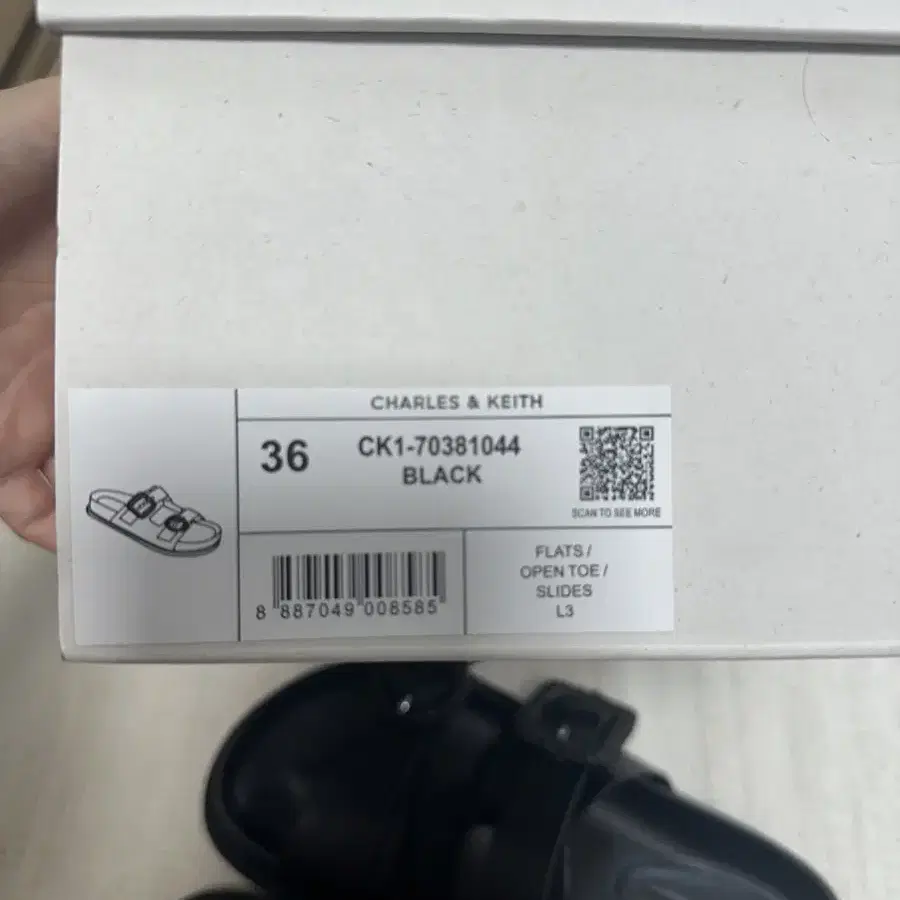 CHARLES & KEITH
36
CK1-70381044
BLACK
SCAN TO SEE MORE
8 887049 008585
FLATS /
OPEN TOE /
SLIDES
L3